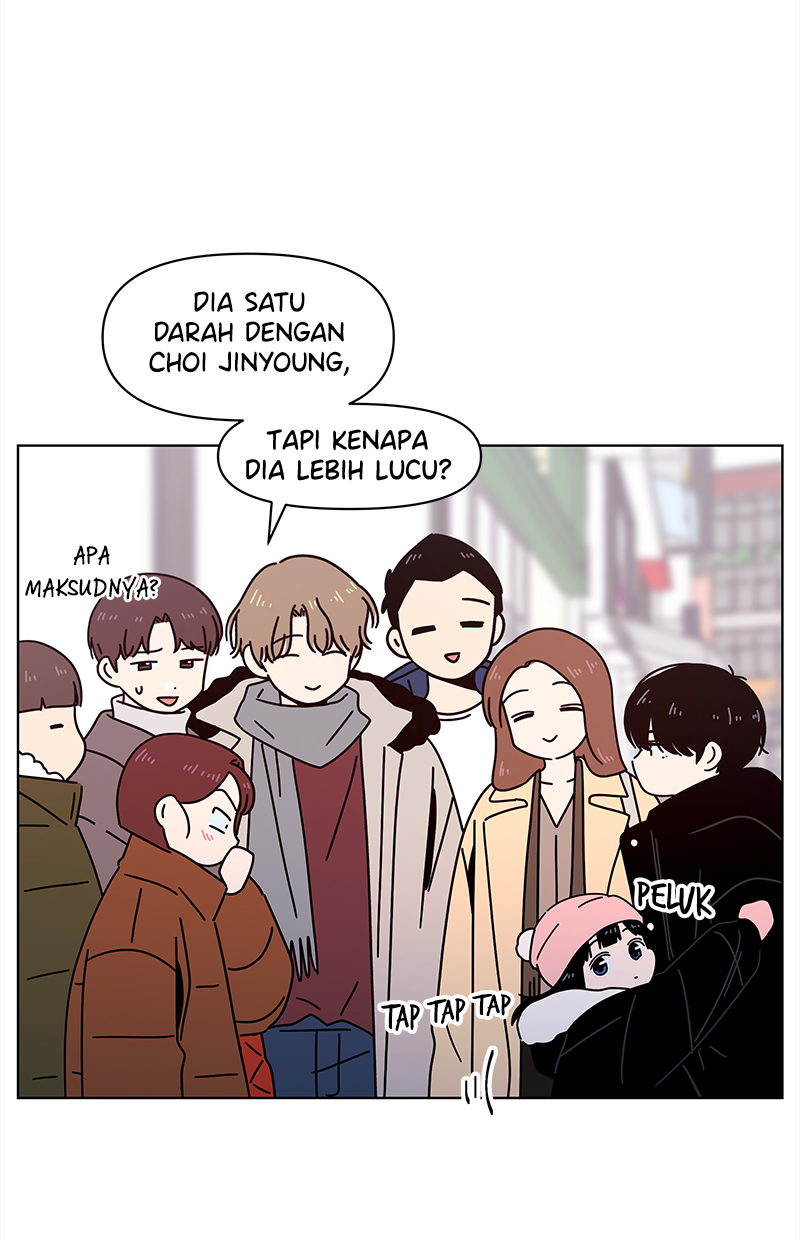 DIA SATU
DARAH DENGAN
CHOI JINYOUNG,
TAPI KENAPA
DIA LEBIH LUCU?
APA
MAKSUDNYA?
PELUK
TAP TAP TAP